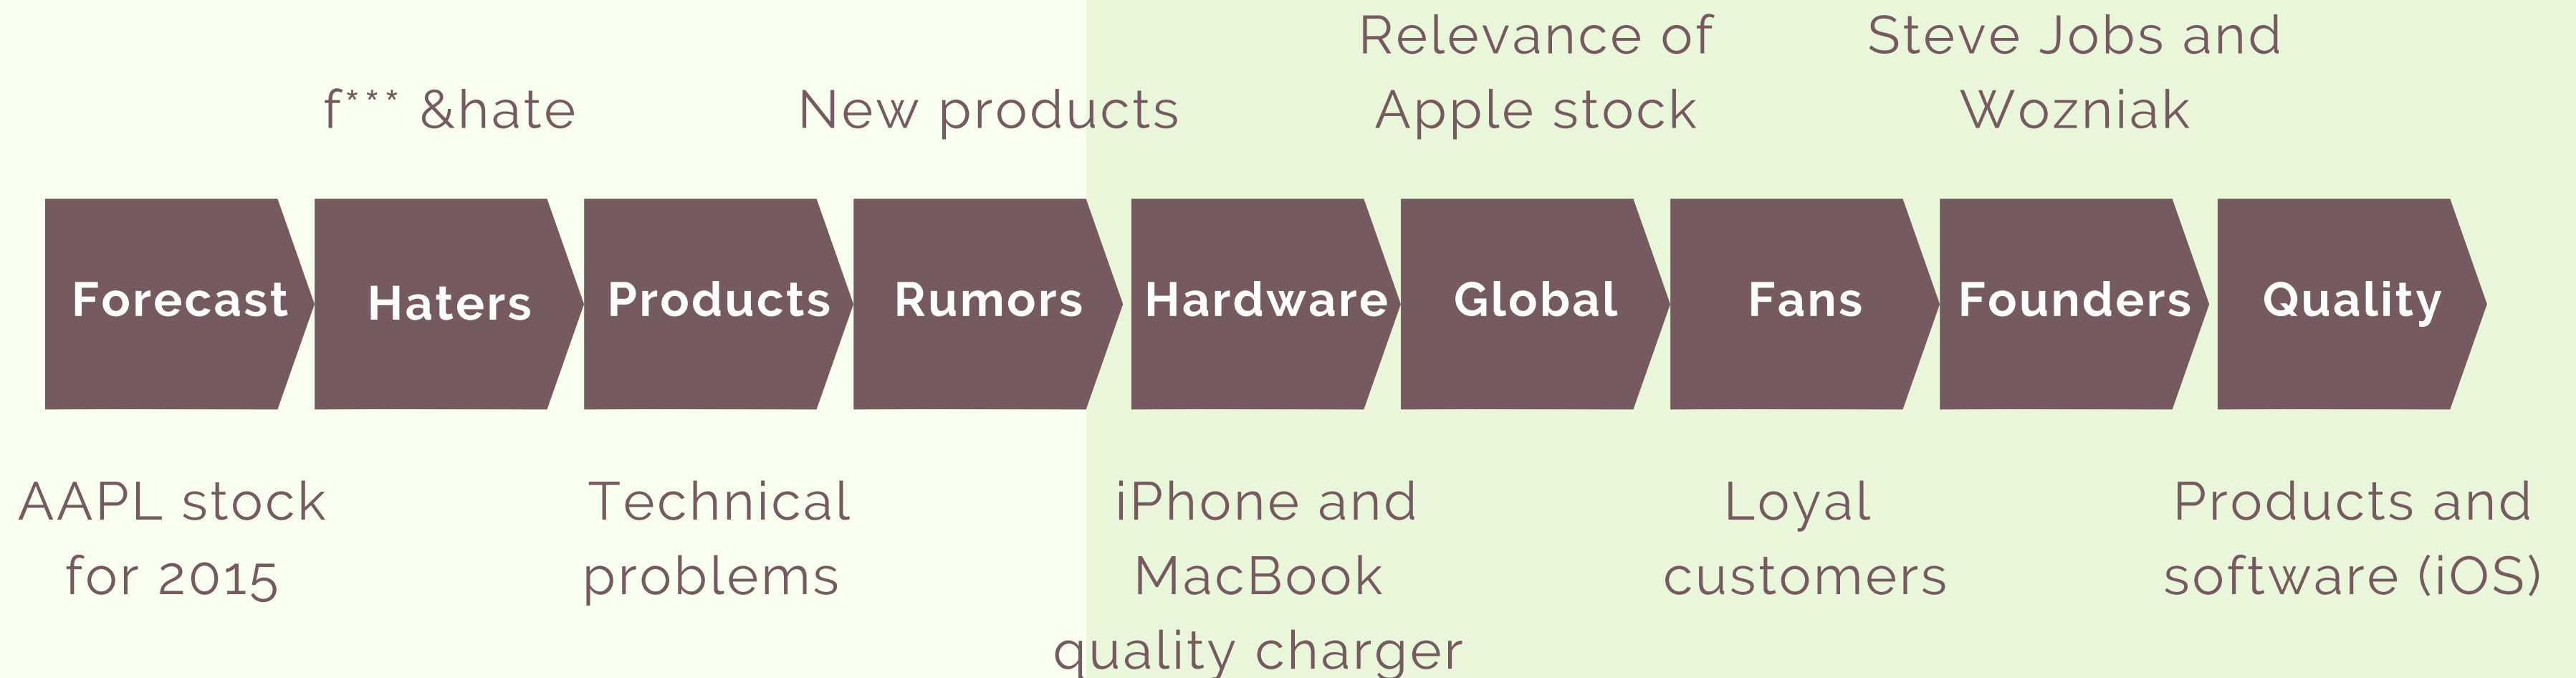 Relevance of
Apple stock
Steve Jobs and
Wozniak
f*** &hate
New products
Forecast
Haters
Products
Rumors
Hardware
Global
Fans
Founders
Quality
AAPL stock
for 2015
Technical
problems
iPhone and
MacBook
quality charger
Loyal
customers
Products and
software (iOS)